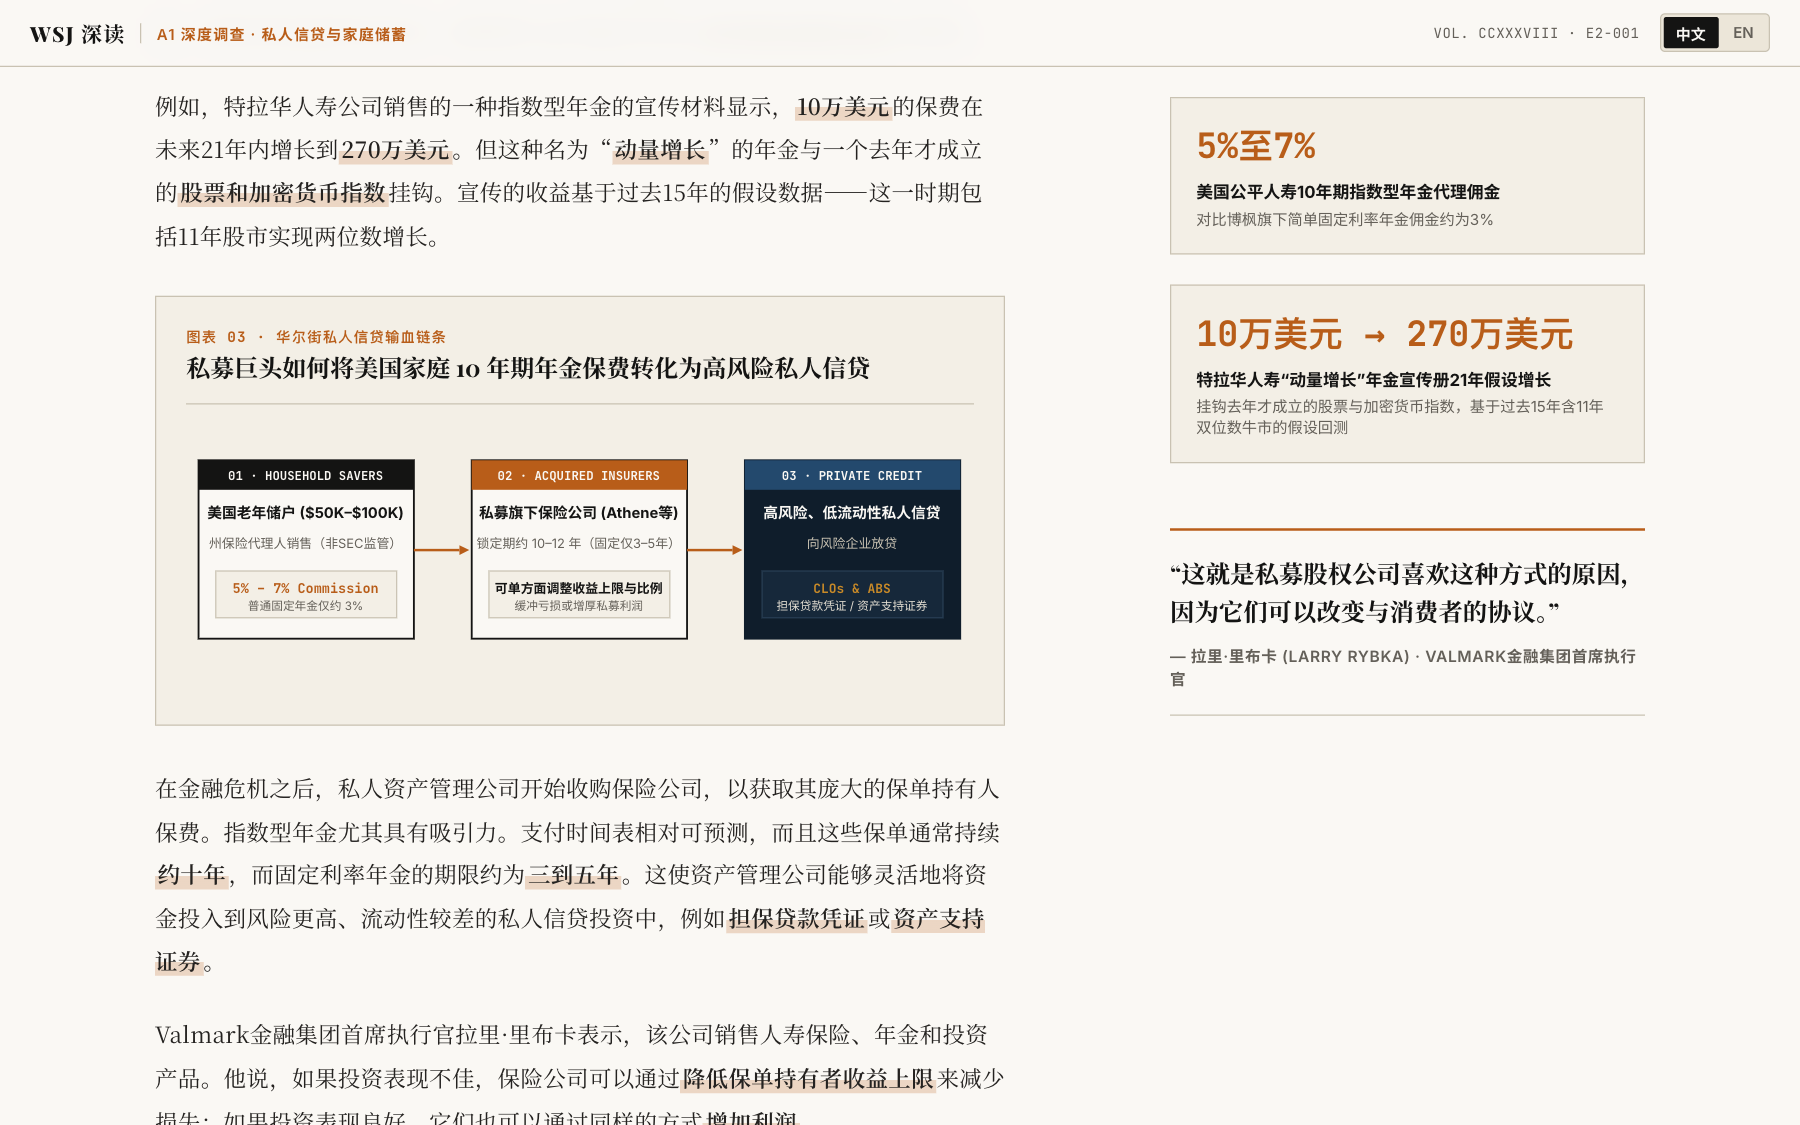 WSJ 深读
A1 深度调查 · 私人信贷与家庭储蓄
VOL. CCXXXVIII · E2-001
中文
EN
例如，特拉华人寿公司销售的一种指数型年金的宣传材料显示，10万美元的保费在
未来21年内增长到270万美元。但这种名为“动量增长”的年金与一个去年才成立
的股票和加密货币指数挂钩。宣传的收益基于过去15年的假设数据——这一时期包
括11年股市实现两位数增长。
图表 03 · 华尔街私人信贷输血链条
私募巨头如何将美国家庭 10 年期年金保费转化为高风险私人信贷
01 · HOUSEHOLD SAVERS
美国老年储户 ($50K–$100K)
州保险代理人销售（非SEC监管）
5% – 7% Commission
普通固定年金仅约 3%
02 · ACQUIRED INSURERS
私募旗下保险公司 (Athene等)
锁定期约 10–12 年（固定仅3–5年）
可单方面调整收益上限与比例
缓冲亏损或增厚私募利润
03 · PRIVATE CREDIT
高风险、低流动性私人信贷
向风险企业放贷
CLOs & ABS
担保贷款凭证 / 资产支持证券
在金融危机之后，私人资产管理公司开始收购保险公司，以获取其庞大的保单持有人
保费。指数型年金尤其具有吸引力。支付时间表相对可预测，而且这些保单通常持续
约十年，而固定利率年金的期限约为三到五年。这使资产管理公司能够灵活地将资
金投入到风险更高、流动性较差的私人信贷投资中，例如担保贷款凭证或资产支持
证券。
Valmark金融集团首席执行官拉里·里布卡表示，该公司销售人寿保险、年金和投资
产品。他说，如果投资表现不佳，保险公司可以通过降低保单持有者收益上限来减少
损失；如果投资表现良好，它们也可以通过同样的方式增加利润
5%至7%
美国公平人寿10年期指数型年金代理佣金
对比博枫旗下简单固定利率年金佣金约为3%
10万美元 → 270万美元
特拉华人寿“动量增长”年金宣传册21年假设增长
挂钩去年才成立的股票与加密货币指数，基于过去15年含11年
双位数牛市的假设回测
“这就是私募股权公司喜欢这种方式的原因，
因为它们可以改变与消费者的协议。”
— 拉里·里布卡 (LARRY RYBKA) · VALMARK金融集团首席执行
官